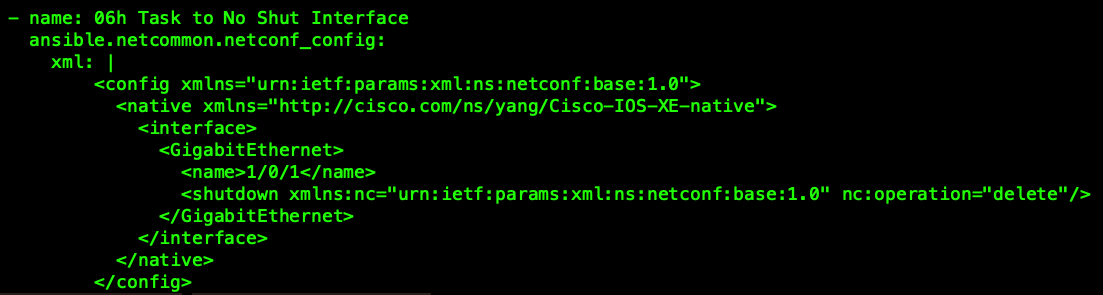 - name: 06h Task to No Shut Interface
  ansible.netcommon.netconf_config:
    xml: |
        <config xmlns="urn:ietf:params:xml:ns:netconf:base:1.0">
          <native xmlns="http://cisco.com/ns/yang/Cisco-IOS-XE-native">
            <interface>
              <GigabitEthernet>
                <name>1/0/1</name>
                <shutdown xmlns:nc="urn:ietf:params:xml:ns:netconf:base:1.0" nc:operation="delete"/>
              </GigabitEthernet>
            </interface>
          </native>
        </config>